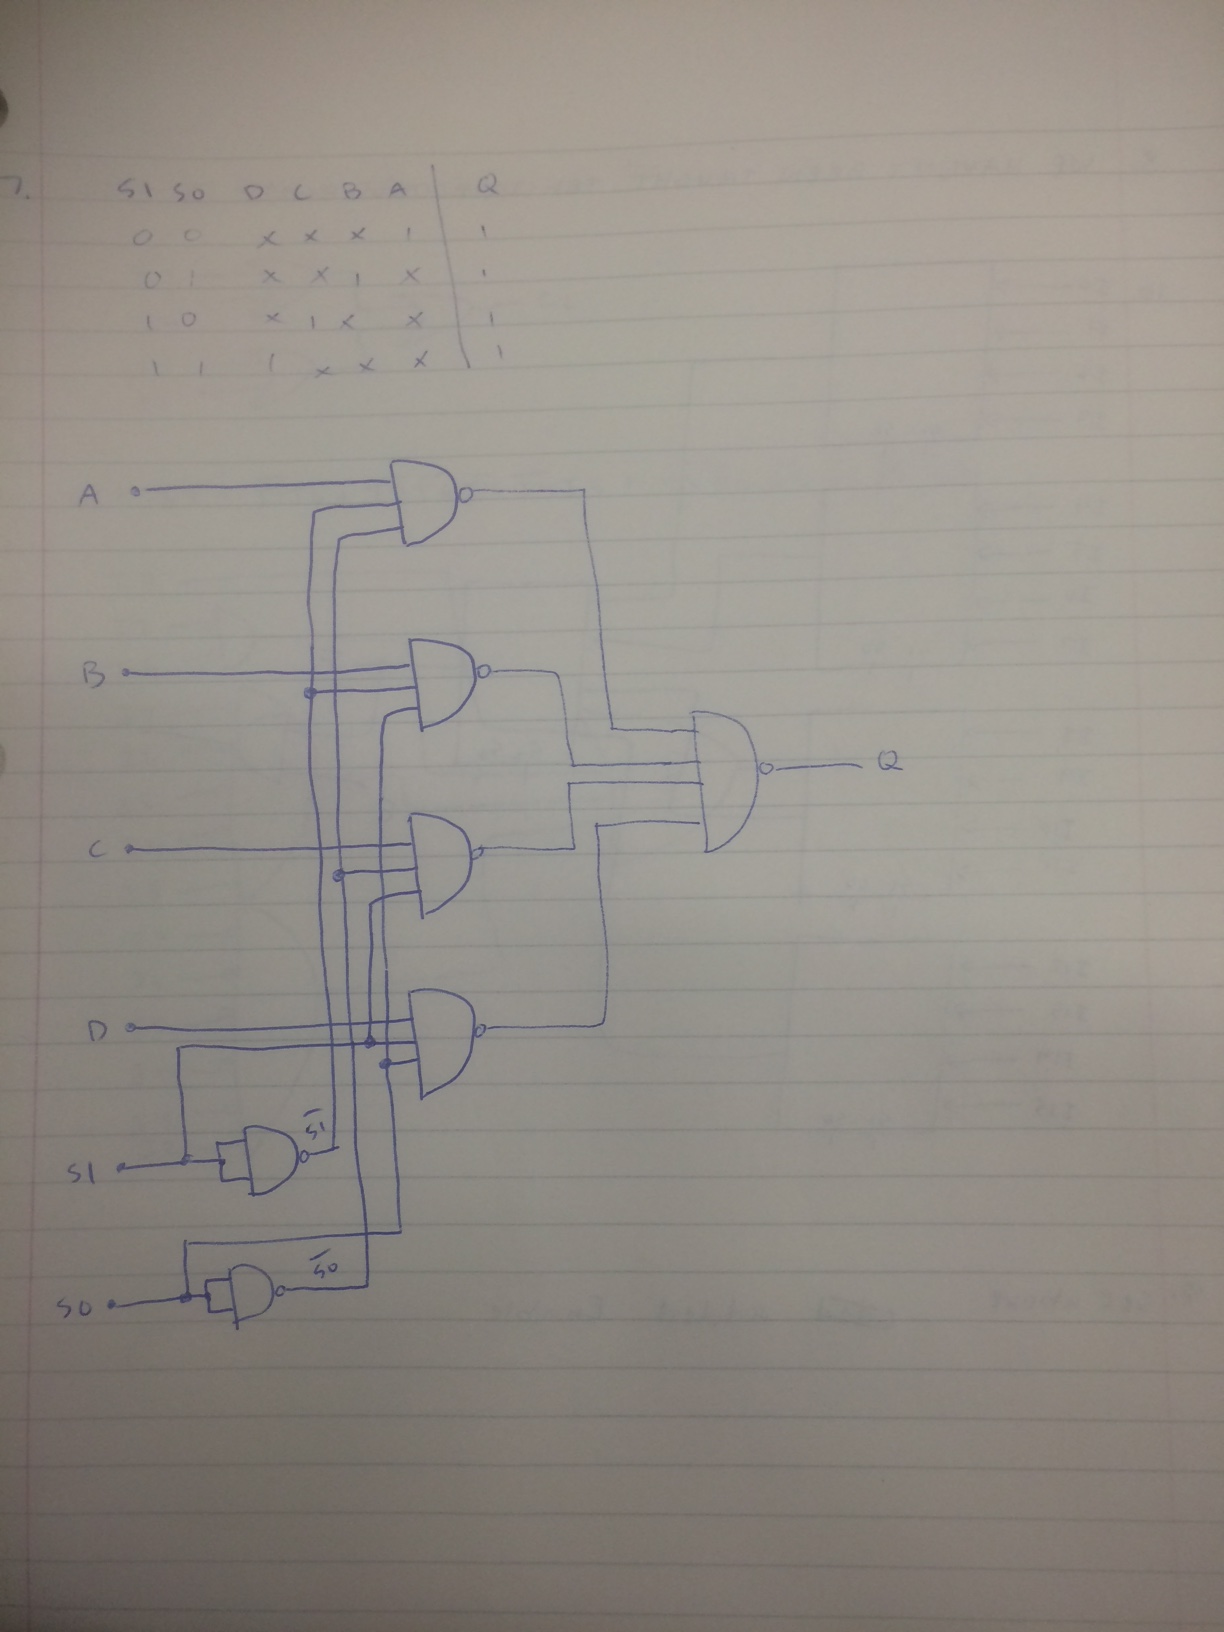 7. S1 S0 D C B A Q
0 0 x x x 1 1
0 1 x x 1 x 1
1 0 x 1 x x 1
1 1 1 x x x 1
A
B
Q
C
D
S̅1̅
S1
S̅0̅
S0